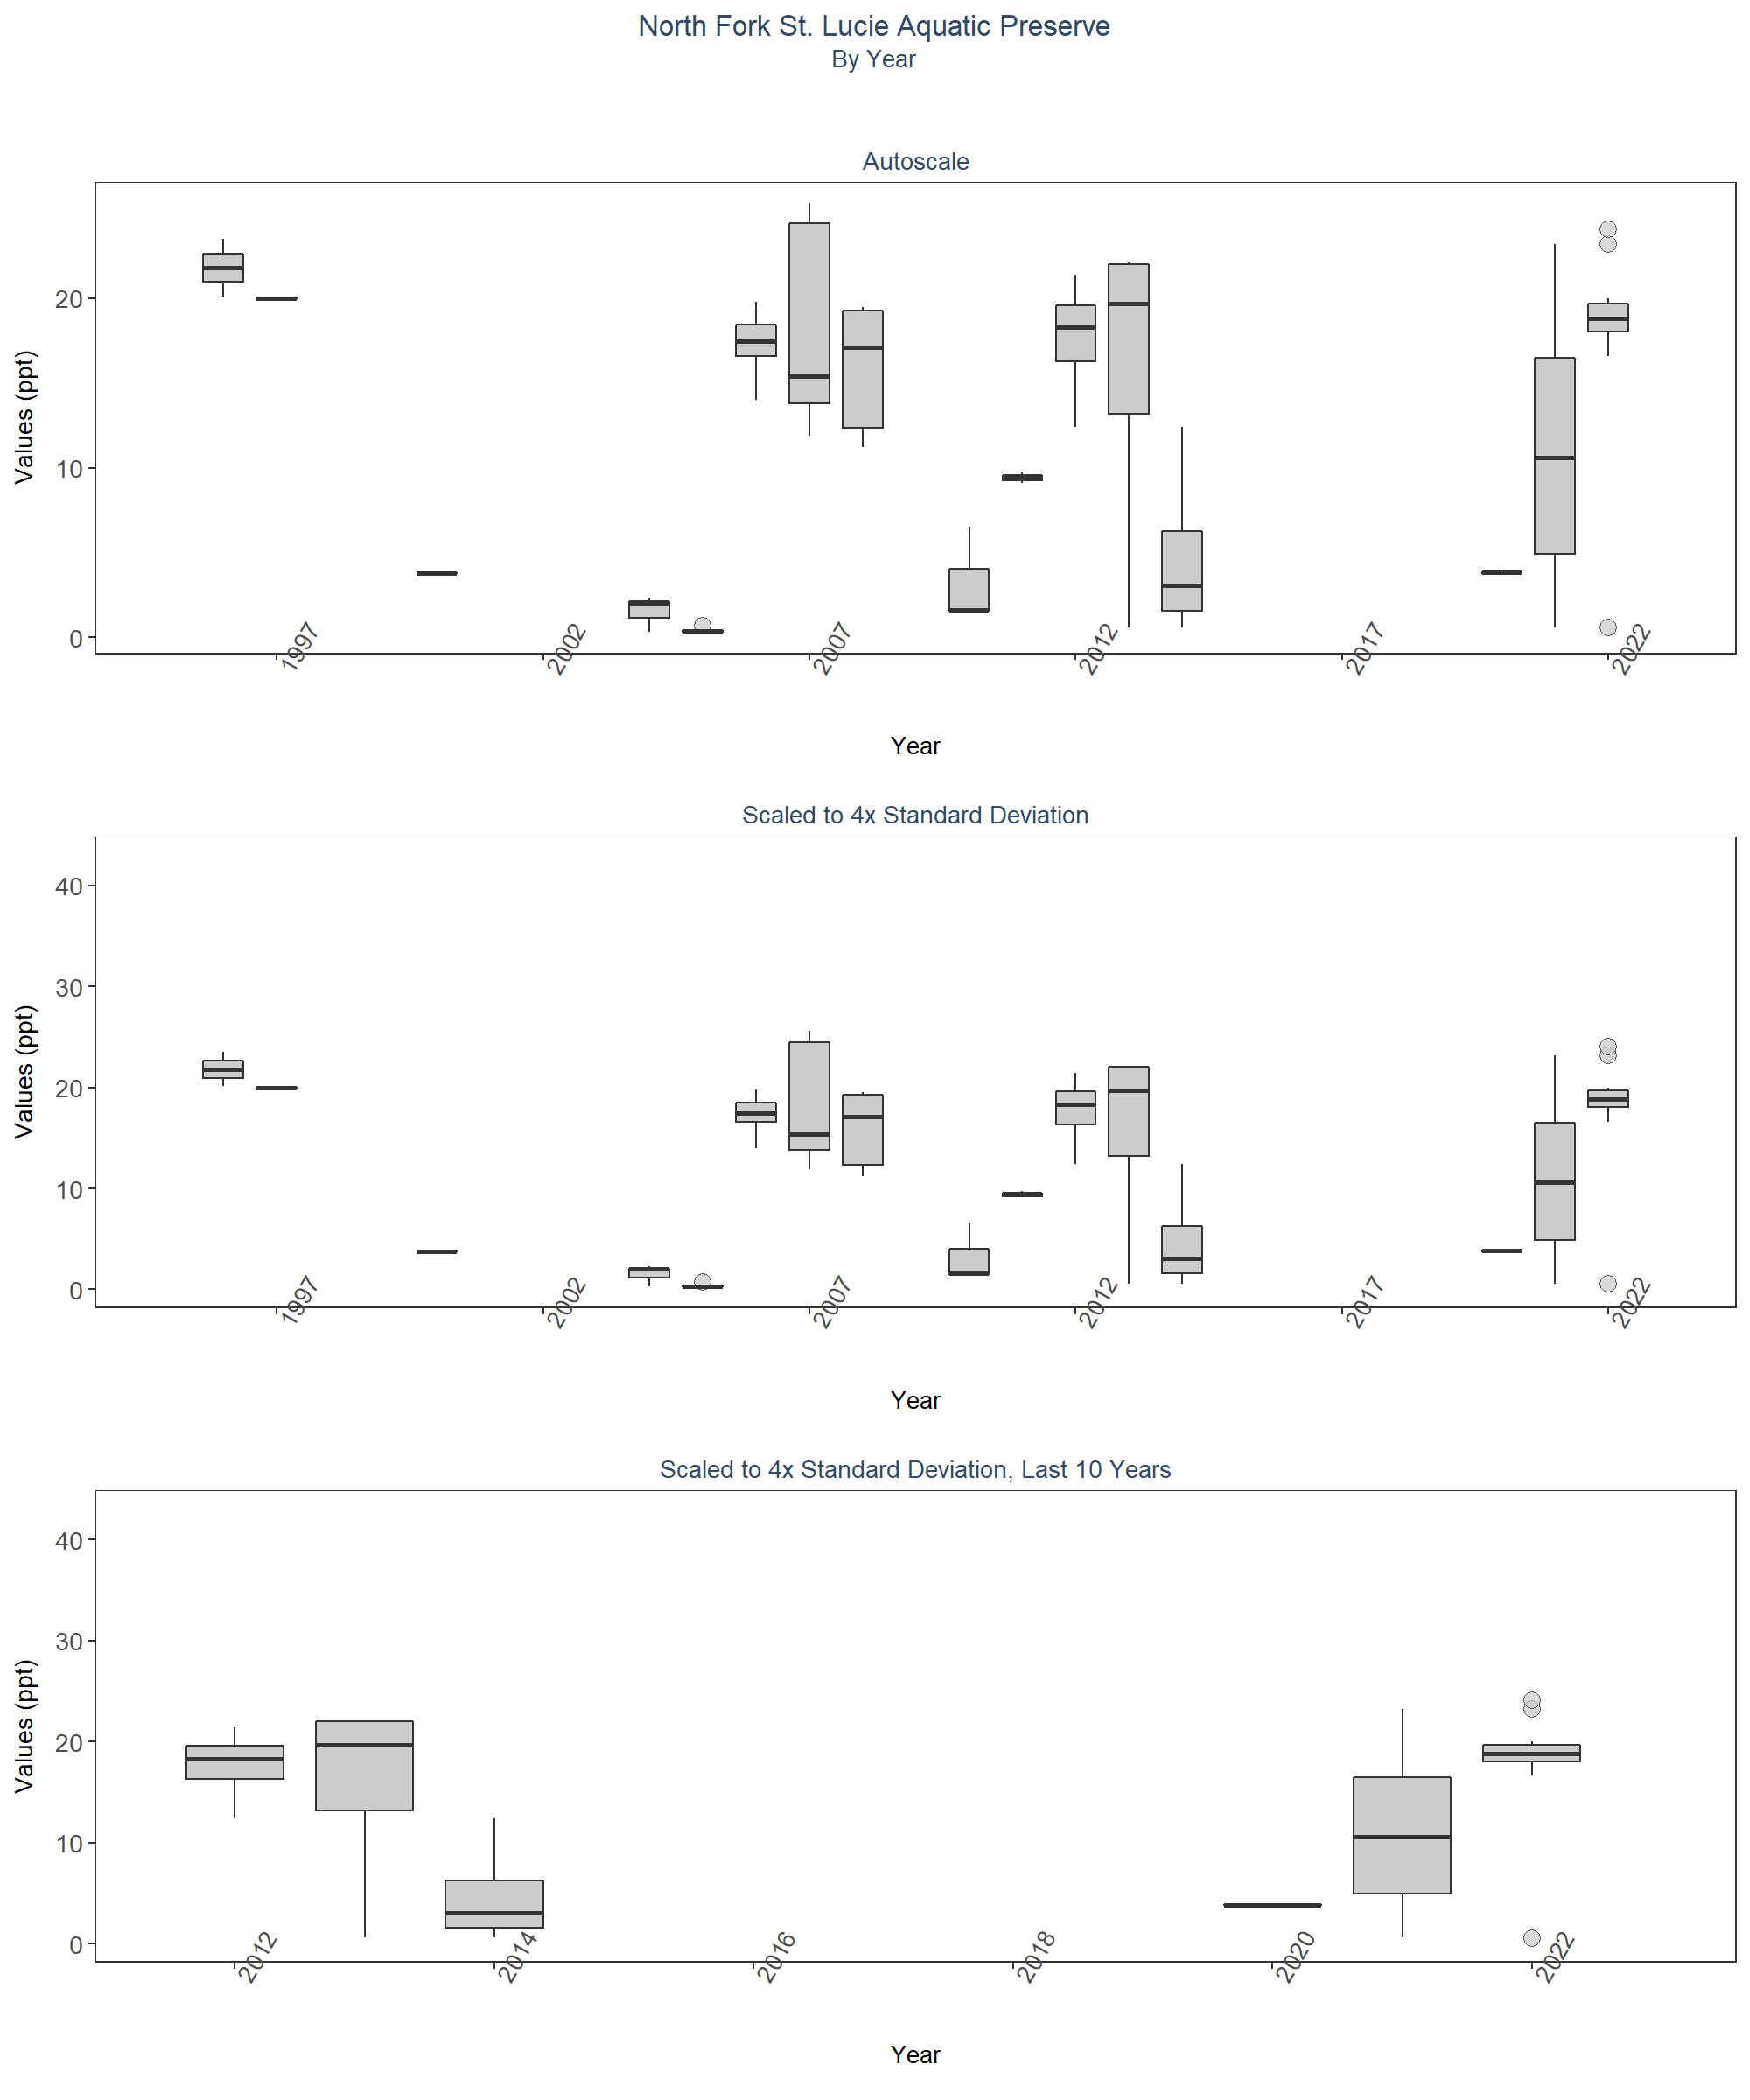 North Fork St. Lucie Aquatic Preserve
By Year
Autoscale
Values (ppt)
20
10
0
1997 2002 2007 2012 2017 2022
Year
Scaled to 4x Standard Deviation
Values (ppt)
40
30
20
10
0
1997 2002 2007 2012 2017 2022
Year
Scaled to 4x Standard Deviation, Last 10 Years
Values (ppt)
40
30
20
10
0
2012 2014 2016 2018 2020 2022
Year